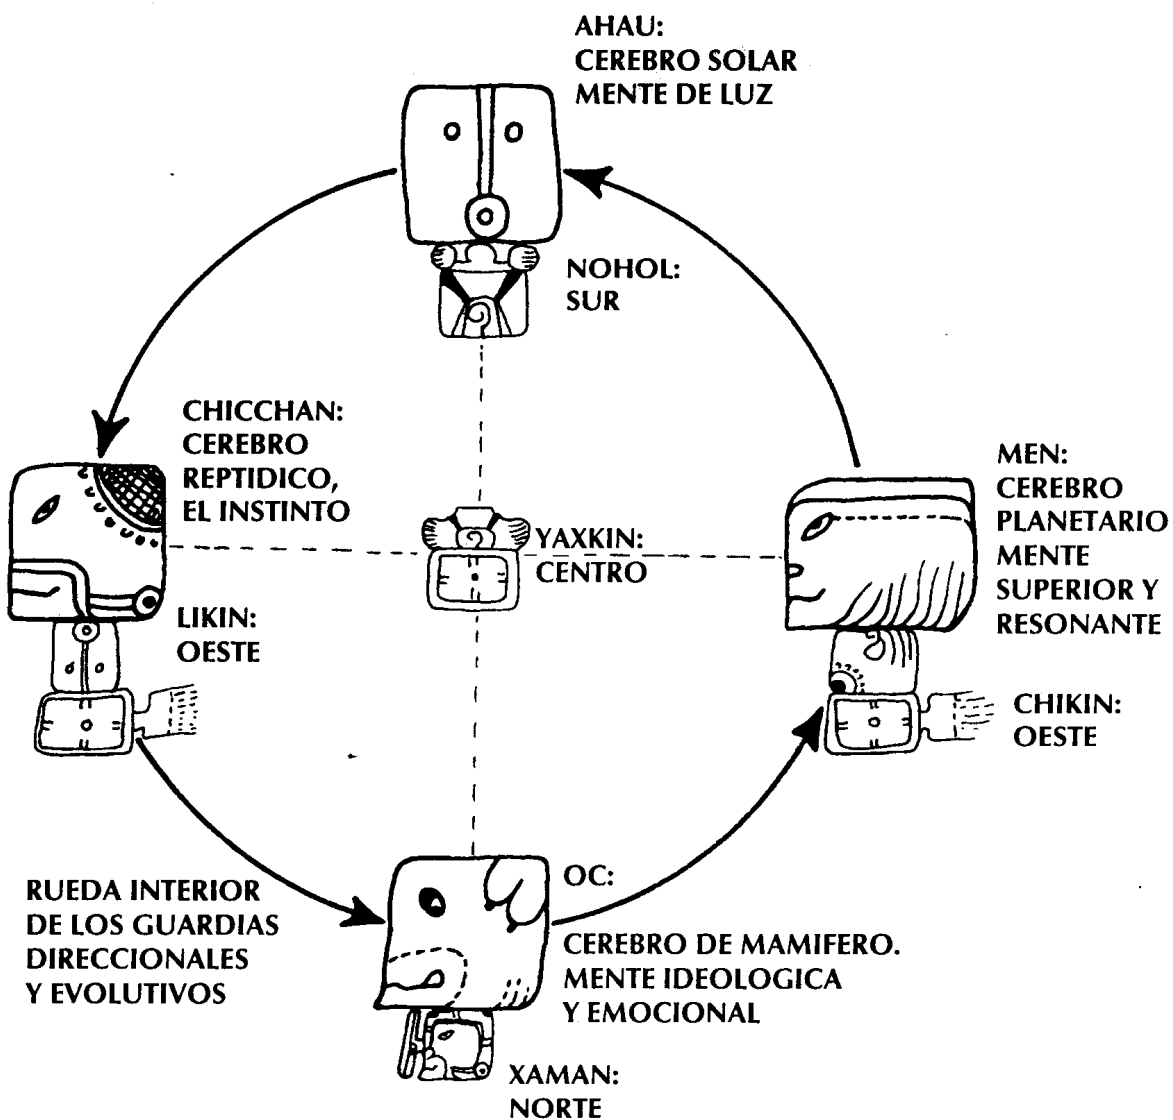 AHAU:
CEREBRO SOLAR
MENTE DE LUZ
NOHOL:
SUR
CHICCHAN:
CEREBRO
REPTIDICO,
EL INSTINTO
LIKIN:
OESTE
YAXKIN:
CENTRO
MEN:
CEREBRO
PLANETARIO
MENTE
SUPERIOR Y
RESONANTE
CHIKIN:
OESTE
RUEDA INTERIOR
DE LOS GUARDIAS
DIRECCIONALES
Y EVOLUTIVOS
OC:
CEREBRO DE MAMIFERO.
MENTE IDEOLOGICA
Y EMOCIONAL
XAMAN:
NORTE